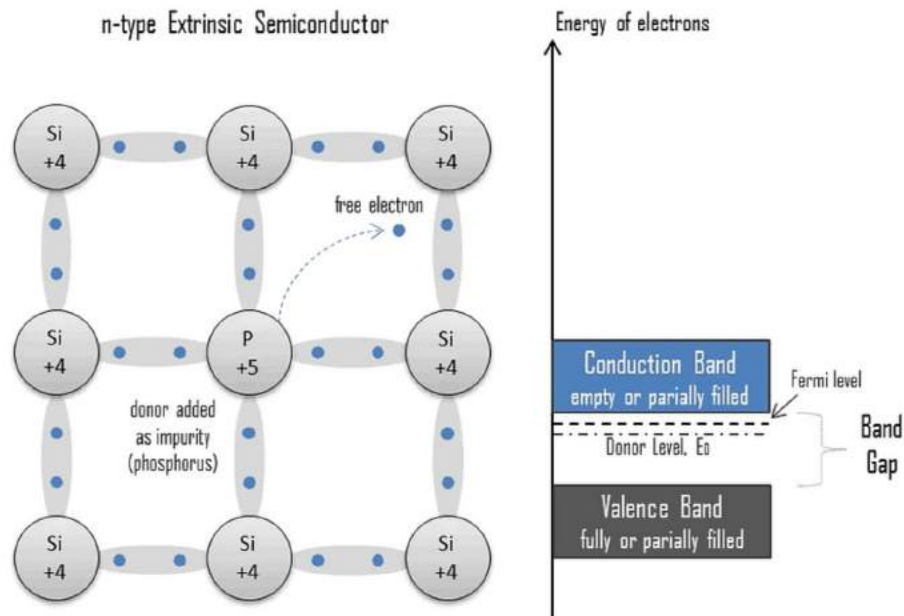 n-type Extrinsic Semiconductor
Si
+4
Si
+4
Si
+4
free electron
Si
+4
P
+5
Si
+4
donor added
as impurity
(phosphorus)
Si
+4
Si
+4
Si
+4
Energy of electrons
Conduction Band
empty or parially filled
Fermi level
Donor Level, ED
Band
Gap
Valence Band
fully or partially filled